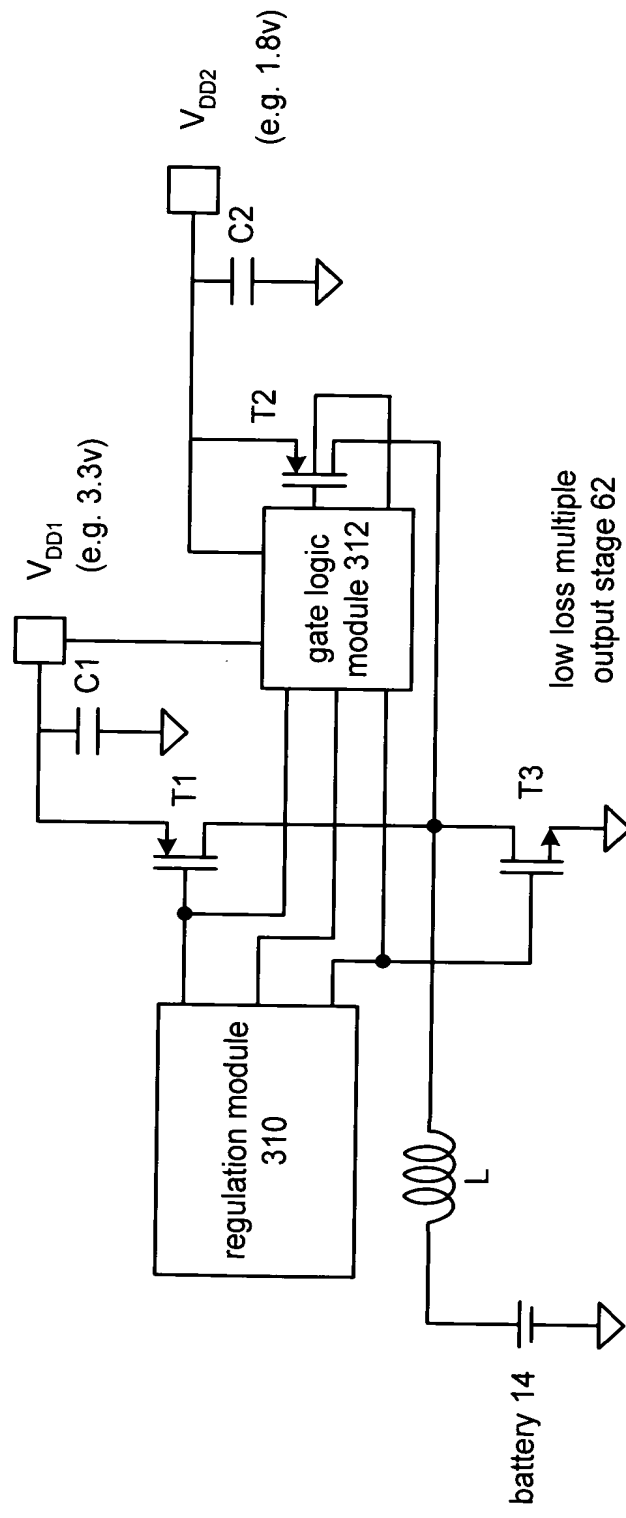 V_DD1
(e.g. 3.3v)
V_DD2
(e.g. 1.8v)
C1
C2
T1
T2
regulation module
310
gate logic
module 312
T3
L
battery 14
low loss multiple
output stage 62